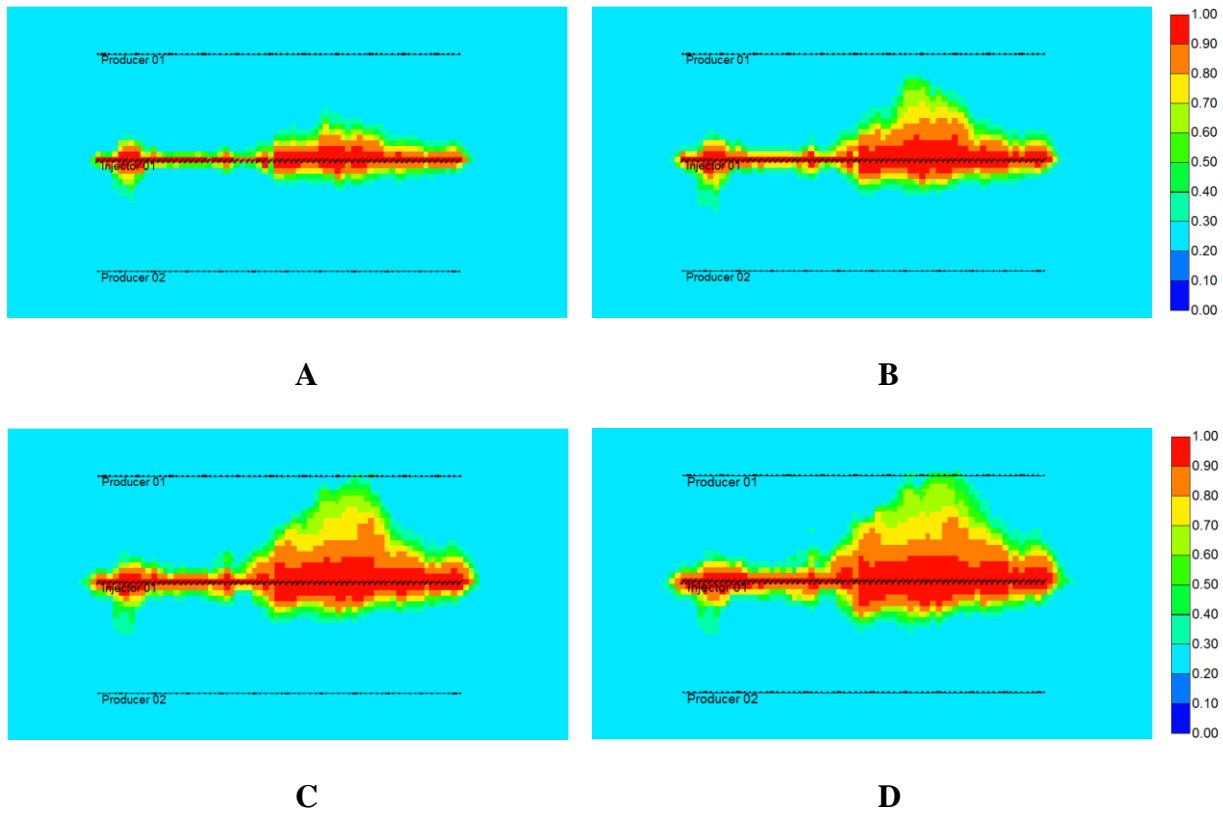 Producer 01
Injector 01
Producer 02
A
Producer 01
Injector 01
Producer 02
B
1.00
0.90
0.80
0.70
0.60
0.50
0.40
0.30
0.20
0.10
0.00
Producer 01
Injector 01
Producer 02
C
Producer 01
Injector 01
Producer 02
D
1.00
0.90
0.80
0.70
0.60
0.50
0.40
0.30
0.20
0.10
0.00